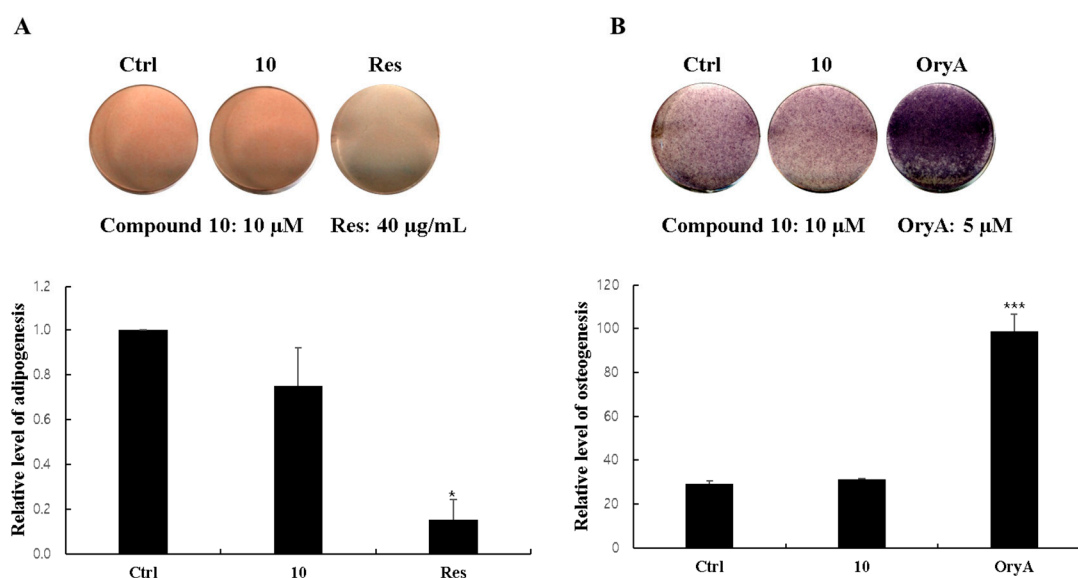 A
Ctrl 10 Res
Compound 10: 10 μM Res: 40 μg/mL
Relative level of adipogenesis
1.2
1.0
0.8
0.6
0.4
0.2
0.0
Ctrl 10 Res
*
B
Ctrl 10 OryA
Compound 10: 10 μM OryA: 5 μM
Relative level of osteogenesis
120
100
80
60
40
20
0
Ctrl 10 OryA
***